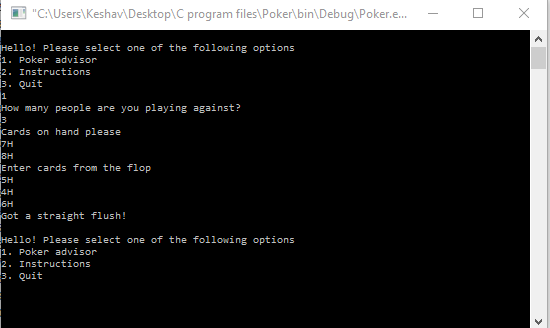 "C:\Users\Keshav\Desktop\C program files\Poker\bin\Debug\Poker.e...
Hello! Please select one of the following options
1. Poker advisor
2. Instructions
3. Quit
1
How many people are you playing against?
3
Cards on hand please
7H
8H
Enter cards from the flop
5H
4H
6H
Got a straight flush!
Hello! Please select one of the following options
1. Poker advisor
2. Instructions
3. Quit